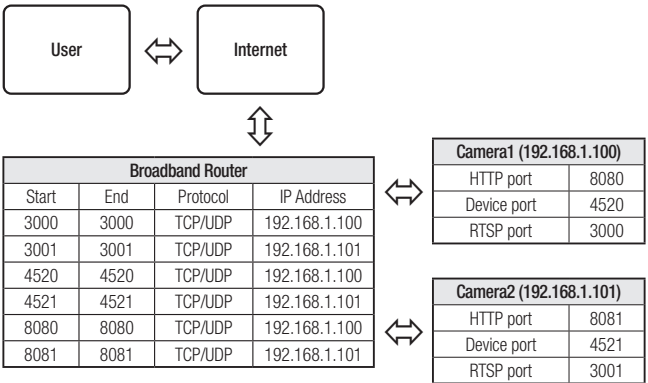 User
Internet
Broadband Router
Start End Protocol IP Address
3000 3000 TCP/UDP 192.168.1.100
3001 3001 TCP/UDP 192.168.1.101
4520 4520 TCP/UDP 192.168.1.100
4521 4521 TCP/UDP 192.168.1.101
8080 8080 TCP/UDP 192.168.1.100
8081 8081 TCP/UDP 192.168.1.101
Camera1 (192.168.1.100)
HTTP port 8080
Device port 4520
RTSP port 3000
Camera2 (192.168.1.101)
HTTP port 8081
Device port 4521
RTSP port 3001